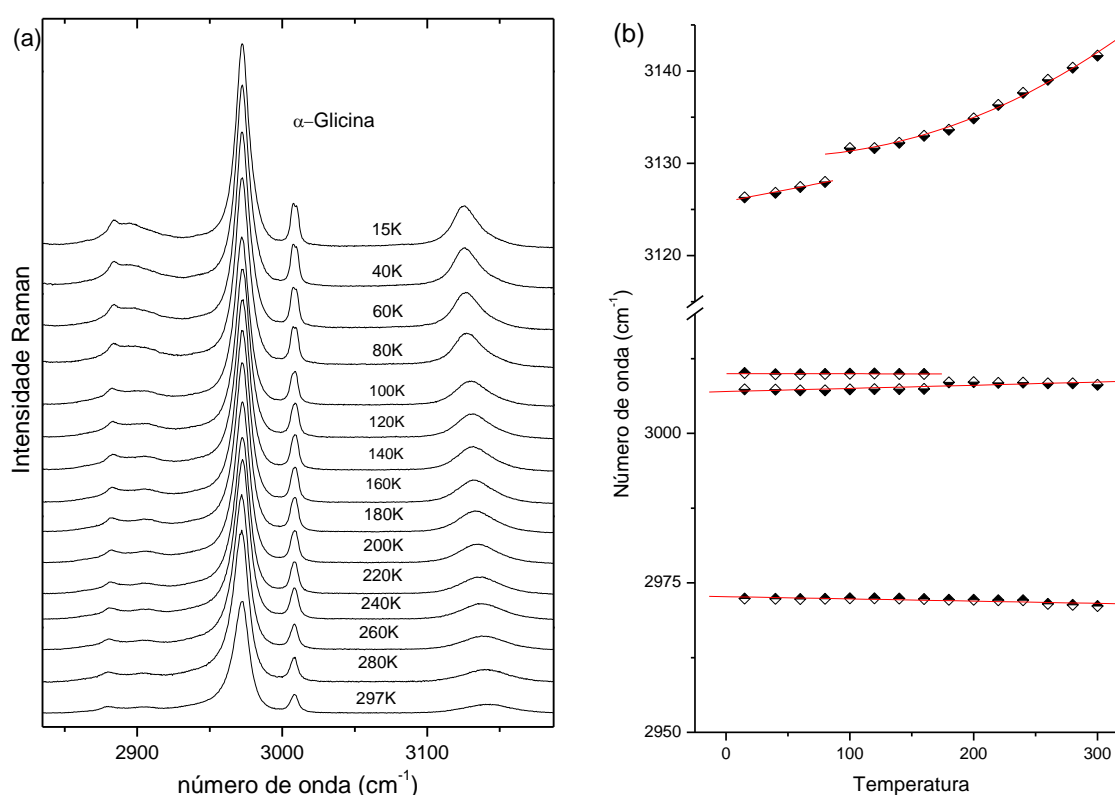 (a)
α−Glicina
15K
40K
60K
80K
100K
120K
140K
160K
180K
200K
220K
240K
260K
280K
297K
Intensidade Raman
2900
3000
3100
número de onda (cm⁻¹)
(b)
3140
3130
3120
3000
2975
2950
Número de onda (cm⁻¹)
0
100
200
300
Temperatura